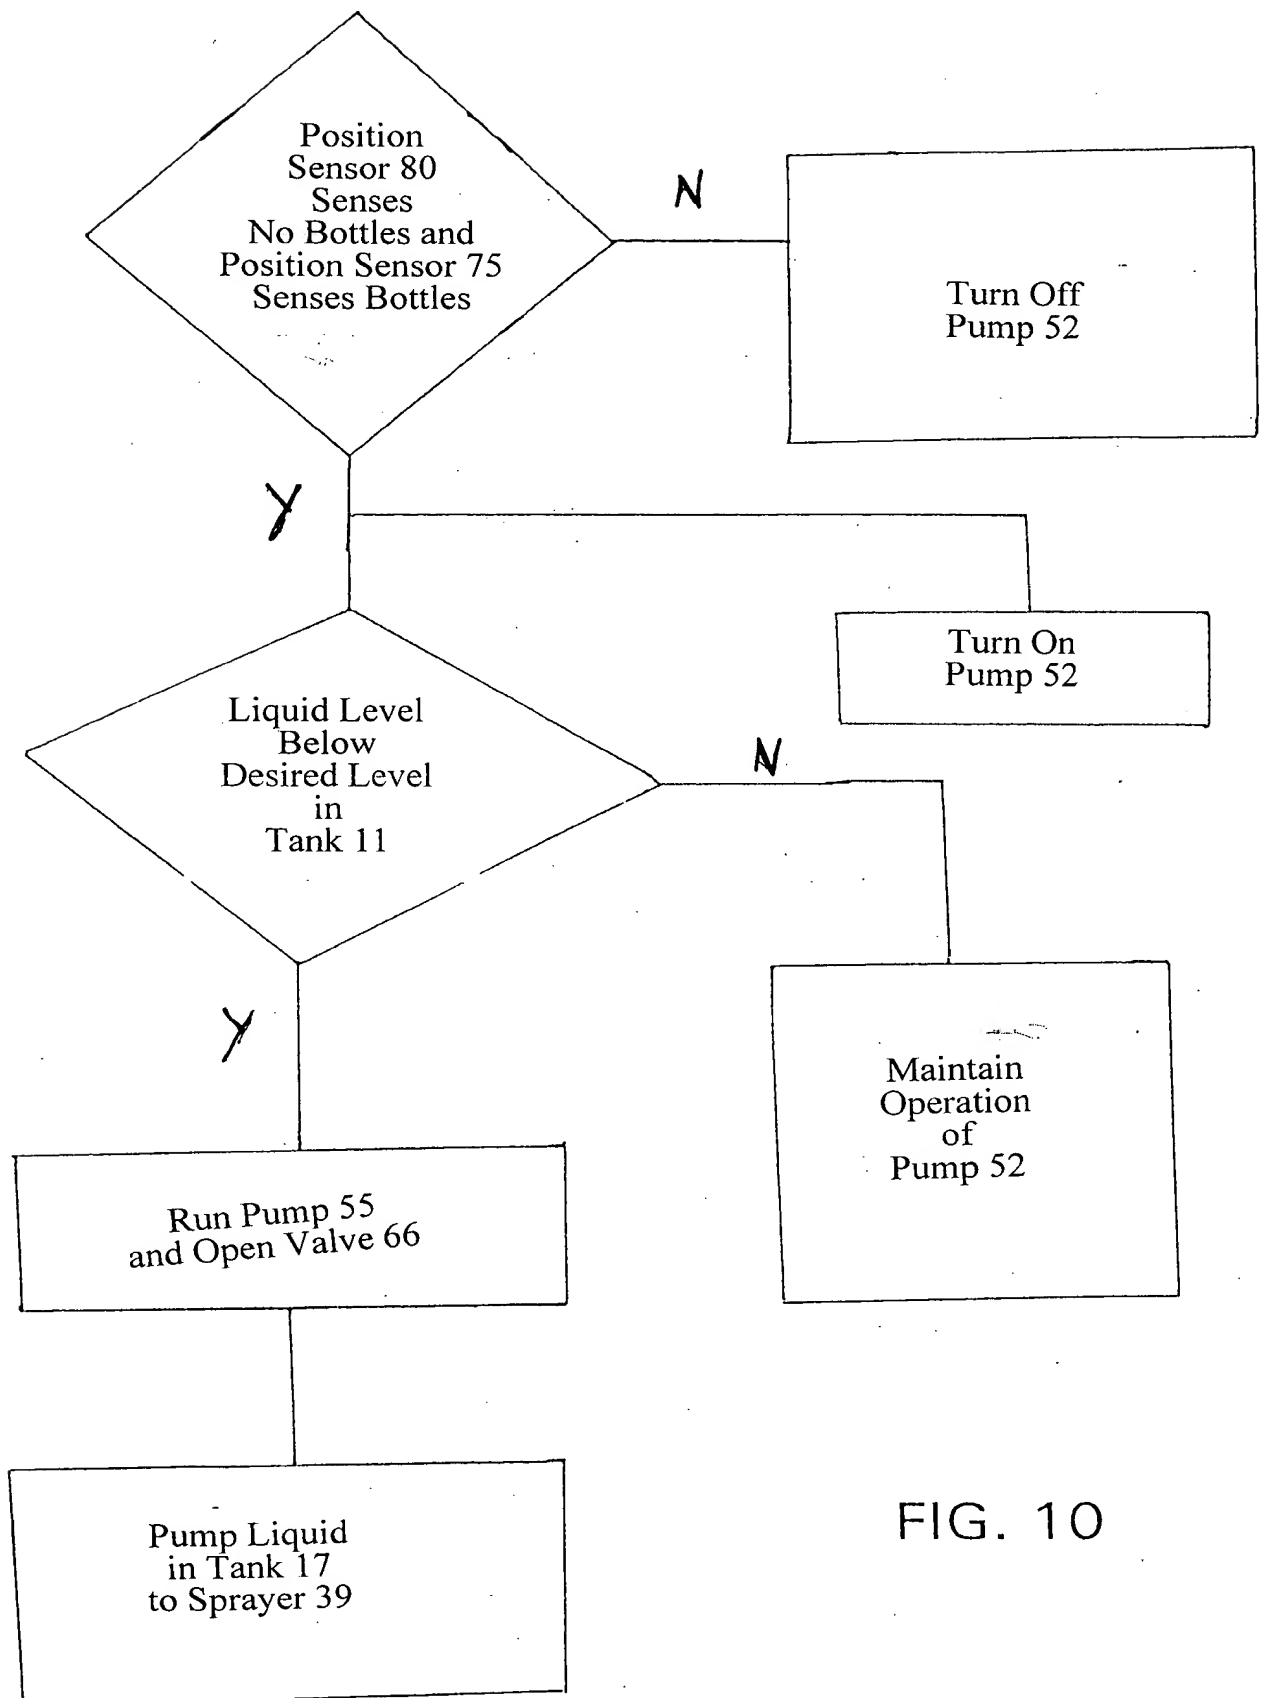 Position
Sensor 80
Senses
No Bottles and
Position Sensor 75
Senses Bottles
N
Turn Off
Pump 52
Y
Turn On
Pump 52
Liquid Level
Below
Desired Level
in
Tank 11
N
Y
Maintain
Operation
of
Pump 52
Run Pump 55
and Open Valve 66
Pump Liquid
in Tank 17
to Sprayer 39
FIG. 10